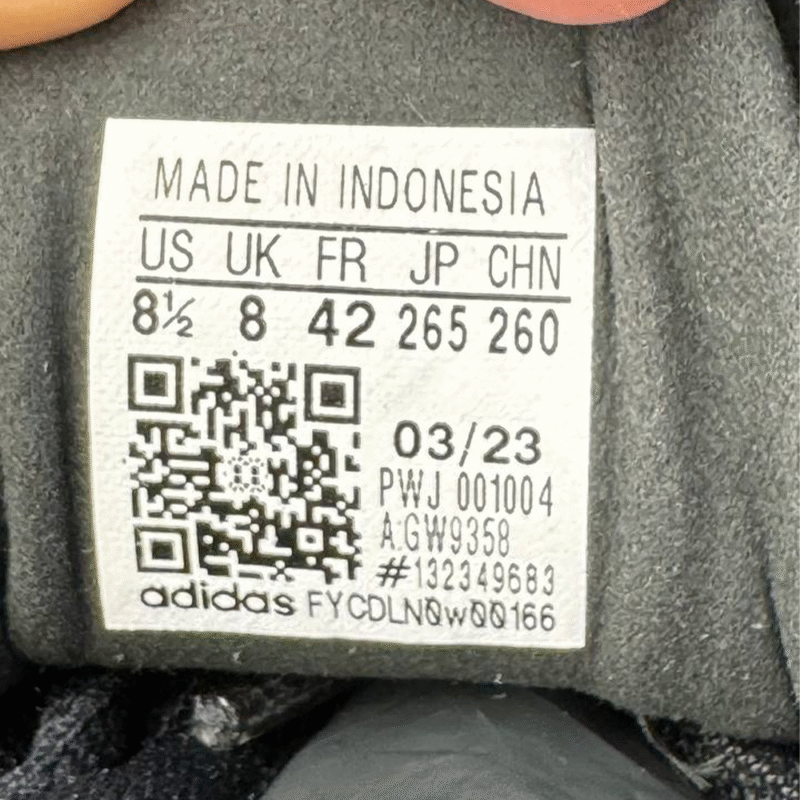 MADE IN INDONESIA
US UK FR JP CHN
8½ 8 42 265 260
03/23
PWJ 001004
A:GW9358
#132349683
adidas FYCDLN0w00166